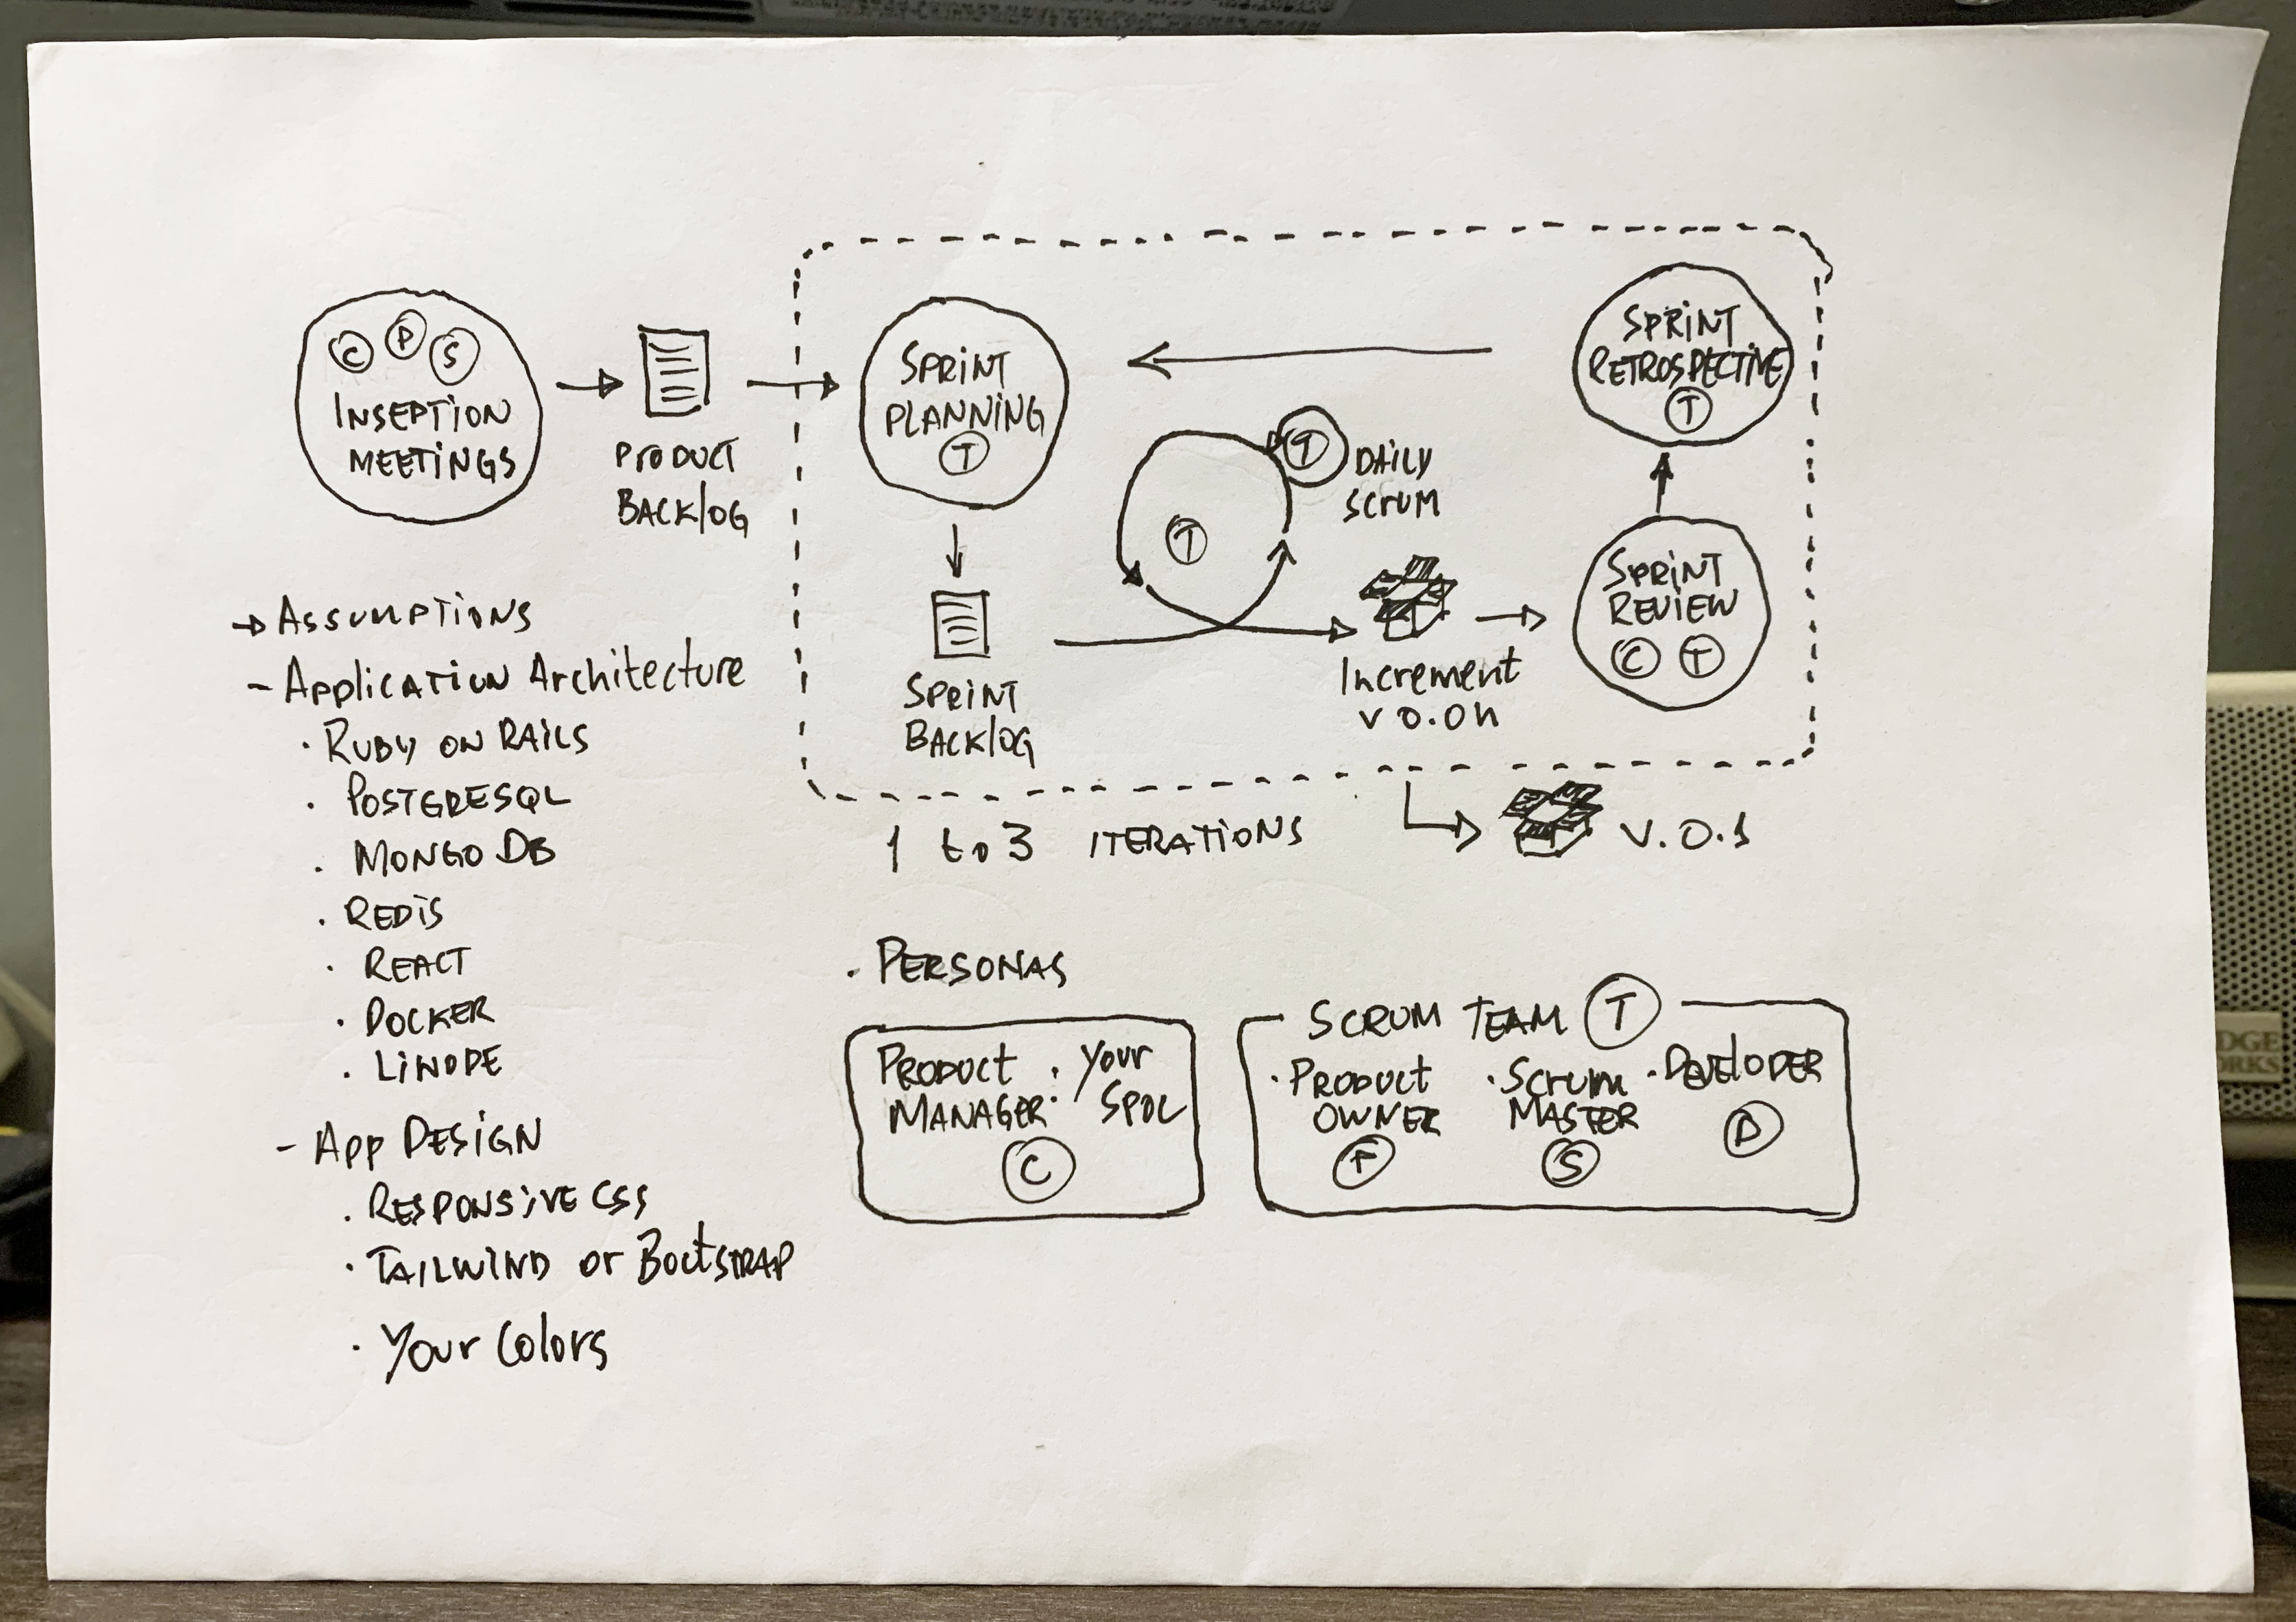 C P S
INSEPTION
MEETINGS
PRODUCT
BACKLOG
SPRINT
PLANNING
T
SPRINT
BACKLOG
T
T
DAILY
SCRUM
Increment
v 0.0n
SPRINT
REVIEW
C T
SPRINT
RETROSPECTIVE
T
1 to 3 ITERATIONS
V.0.1
→ ASSUMPTIONS
- Application Architecture
· RUBY ON RAILS
· POSTGRESQL
· MONGO DB
· REDIS
· REACT
· DOCKER
· LINODE
- App DESIGN
· RESPONSIVE CSS
· TAILWIND or BOOTSTRAP
· Your Colors
· PERSONAS
PRODUCT
MANAGER
· Your
SPOC
C
SCRUM TEAM T
· PRODUCT
OWNER
P
· Scrum
MASTER
S
· DEVELOPER
D